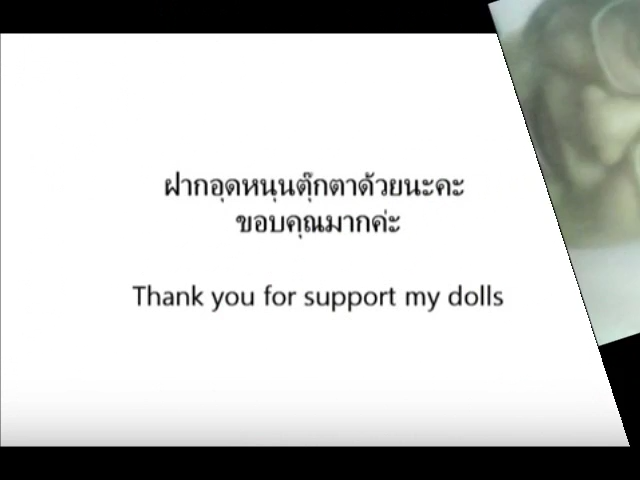 ฝากอุดหนุนตุ๊กตาด้วยนะคะ
ขอบคุณมากค่ะ
Thank you for support my dolls